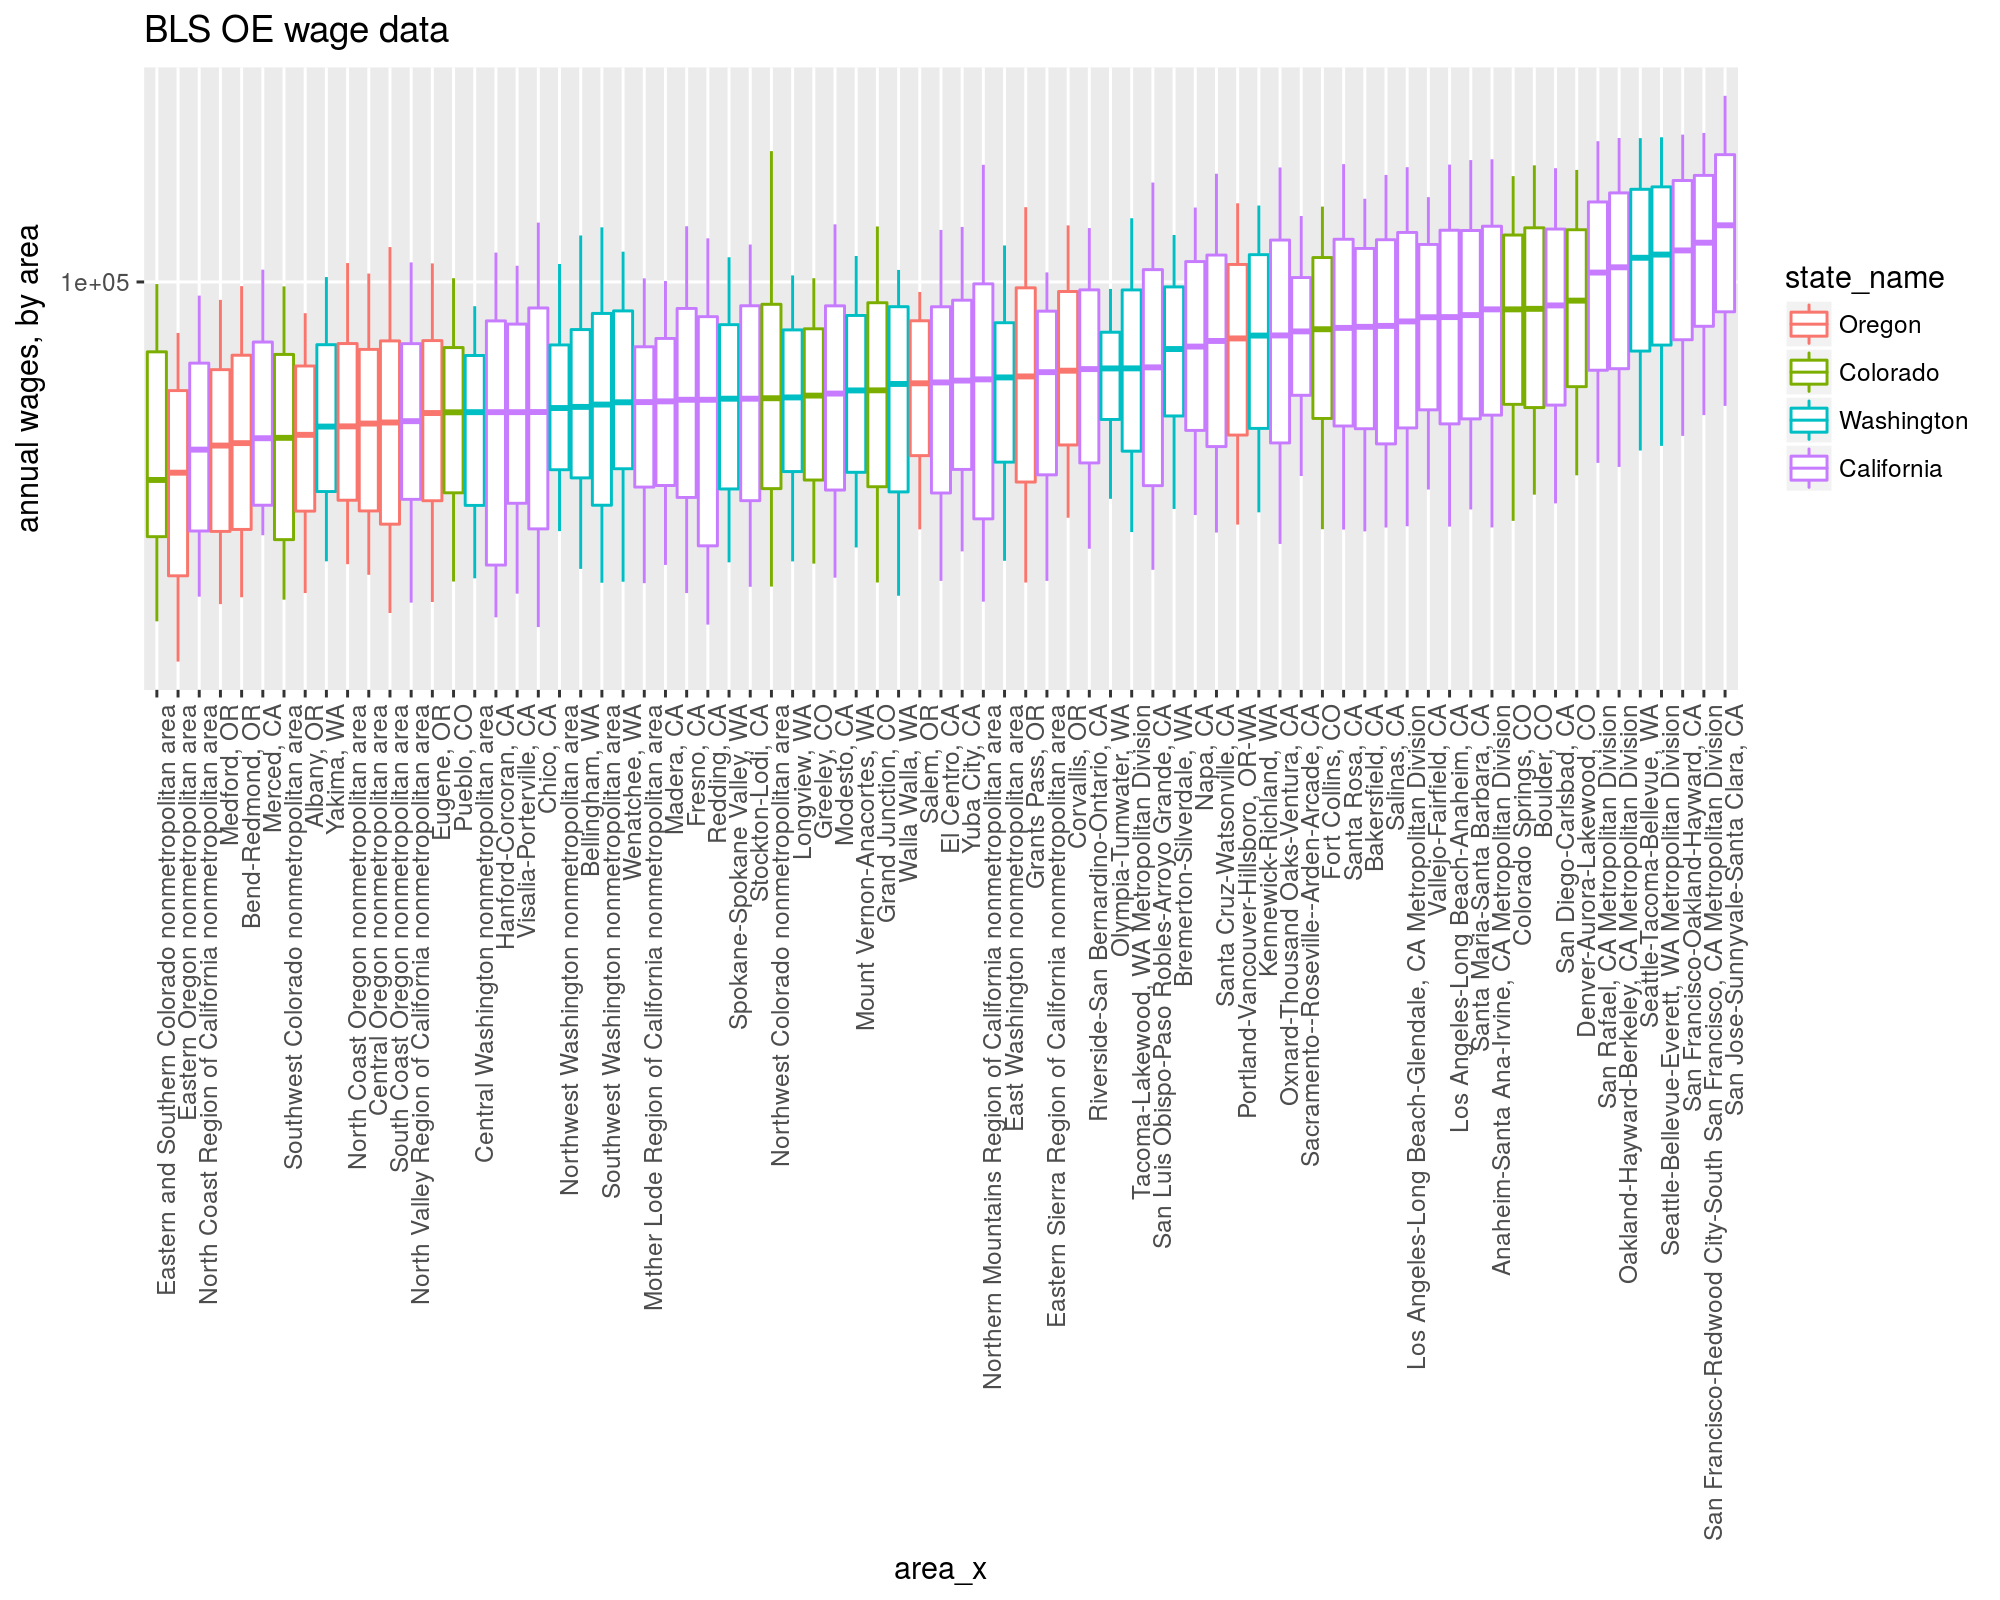 BLS OE wage data
annual wages, by area
1e+05
Eastern and Southern Colorado nonmetropolitan area
Eastern Oregon nonmetropolitan area
North Coast Region of California nonmetropolitan area
Medford, OR
Bend-Redmond, OR
Merced, CA
Southwest Colorado nonmetropolitan area
Albany, OR
Yakima, WA
North Coast Oregon nonmetropolitan area
Central Oregon nonmetropolitan area
South Coast Oregon nonmetropolitan area
North Valley Region of California nonmetropolitan area
Eugene, OR
Pueblo, CO
Central Washington nonmetropolitan area
Hanford-Corcoran, CA
Visalia-Porterville, CA
Chico, CA
Northwest Washington nonmetropolitan area
Bellingham, WA
Southwest Washington nonmetropolitan area
Wenatchee, WA
Mother Lode Region of California nonmetropolitan area
Madera, CA
Fresno, CA
Redding, CA
Spokane-Spokane Valley, WA
Stockton-Lodi, CA
Northwest Colorado nonmetropolitan area
Longview, WA
Greeley, CO
Modesto, CA
Mount Vernon-Anacortes, WA
Grand Junction, CO
Walla Walla, WA
Salem, OR
El Centro, CA
Yuba City, CA
Northern Mountains Region of California nonmetropolitan area
East Washington nonmetropolitan area
Grants Pass, OR
Eastern Sierra Region of California nonmetropolitan area
Corvallis, OR
Riverside-San Bernardino-Ontario, CA
Olympia-Tumwater, WA
Tacoma-Lakewood, WA Metropolitan Division
San Luis Obispo-Paso Robles-Arroyo Grande, CA
Bremerton-Silverdale, WA
Napa, CA
Santa Cruz-Watsonville, CA
Portland-Vancouver-Hillsboro, OR-WA
Kennewick-Richland, WA
Oxnard-Thousand Oaks-Ventura, CA
Sacramento--Roseville--Arden-Arcade, CA
Fort Collins, CO
Santa Rosa, CA
Bakersfield, CA
Salinas, CA
Los Angeles-Long Beach-Glendale, CA Metropolitan Division
Vallejo-Fairfield, CA
Los Angeles-Long Beach-Anaheim, CA
Santa Maria-Santa Barbara, CA
Anaheim-Santa Ana-Irvine, CA Metropolitan Division
Colorado Springs, CO
Boulder, CO
San Diego-Carlsbad, CA
Denver-Aurora-Lakewood, CO
San Rafael, CA Metropolitan Division
Oakland-Hayward-Berkeley, CA Metropolitan Division
Seattle-Tacoma-Bellevue, WA
Seattle-Bellevue-Everett, WA Metropolitan Division
San Francisco-Oakland-Hayward, CA
San Francisco-Redwood City-South San Francisco, CA Metropolitan Division
San Jose-Sunnyvale-Santa Clara, CA
area_x
state_name
Oregon
Colorado
Washington
California